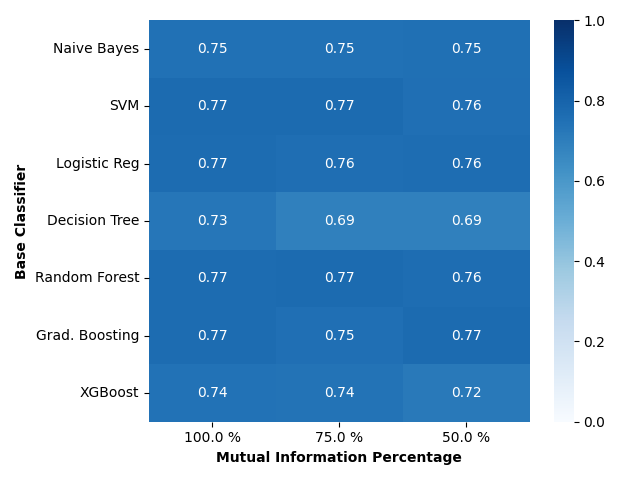 Base Classifier
Naive Bayes 0.75 0.75 0.75
SVM 0.77 0.77 0.76
Logistic Reg 0.77 0.76 0.76
Decision Tree 0.73 0.69 0.69
Random Forest 0.77 0.77 0.76
Grad. Boosting 0.77 0.75 0.77
XGBoost 0.74 0.74 0.72
100.0 % 75.0 % 50.0 %
Mutual Information Percentage
1.0
0.8
0.6
0.4
0.2
0.0